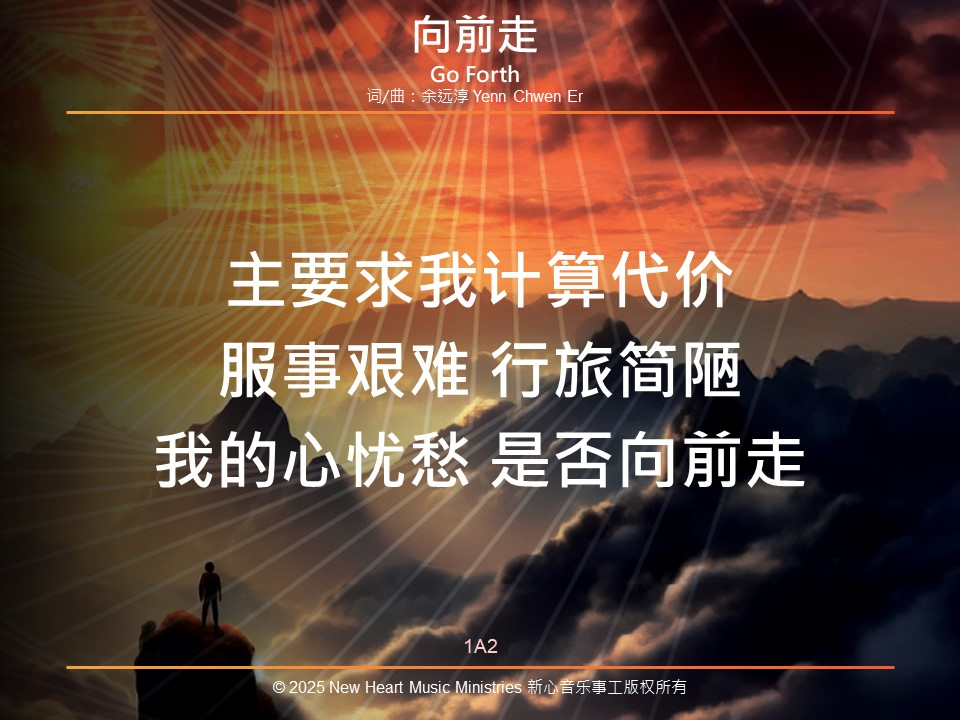 向前走
Go Forth
词/曲：余远淳 Yenn Chwen Er
主要求我计算代价
服事艰难 行旅简陋
我的心忧愁 是否向前走
1A2
© 2025 New Heart Music Ministries 新心音乐事工版权所有